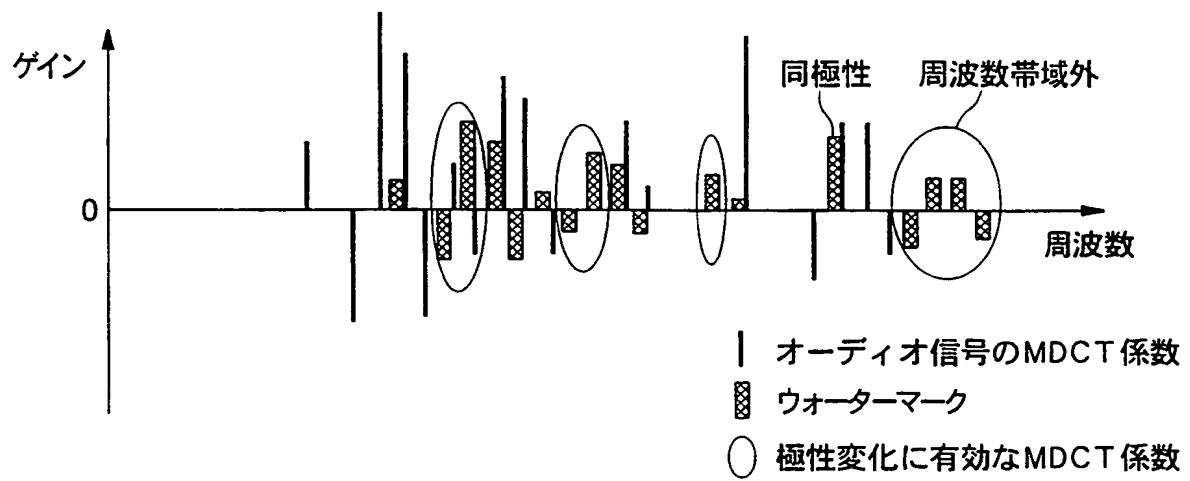 ゲイン
同極性
周波数帯域外
0
周波数
オーディオ信号のMDCT係数
ウォーターマーク
極性変化に有効なMDCT係数